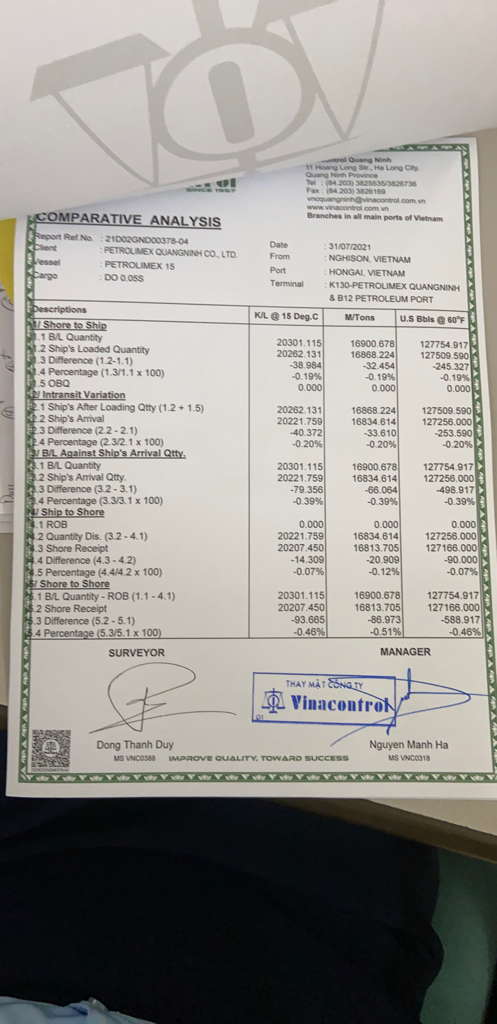 Quang Ninh
11 Hoang Long Str., Ha Long City.
Quang Ninh Province
Tel : (84.203) 3825535/3826736
Fax : (84.203) 3826169
vncquangninh@vinacontrol.com.vn
www.vinacontrol.com.vn
Branches in all main ports of Vietnam
SINCE 1957
COMPARATIVE ANALYSIS
Report Ref.No. : 21D02GND00378-04
Client : PETROLIMEX QUANGNINH CO., LTD.
Vessel : PETROLIMEX 15
Cargo : DO 0.05S
Date : 31/07/2021
From : NGHISON, VIETNAM
Port : HONGAI, VIETNAM
Terminal : K130-PETROLIMEX QUANGNINH
& B12 PETROLEUM PORT
Descriptions K/L @ 15 Deg.C M/Tons U.S Bbls @ 60°F
1/ Shore to Ship
1.1 B/L Quantity 20301.115 16900.678 127754.917
1.2 Ship's Loaded Quantity 20262.131 16868.224 127509.590
1.3 Difference (1.2-1.1) -38.984 -32.454 -245.327
1.4 Percentage (1.3/1.1 x 100) -0.19% -0.19% -0.19%
1.5 OBQ 0.000 0.000 0.000
2/ Intransit Variation
2.1 Ship's After Loading Qtty (1.2 + 1.5) 20262.131 16868.224 127509.590
2.2 Ship's Arrival 20221.759 16834.614 127256.000
2.3 Difference (2.2 - 2.1) -40.372 -33.610 -253.590
2.4 Percentage (2.3/2.1 x 100) -0.20% -0.20% -0.20%
3/ B/L Against Ship's Arrival Qtty.
3.1 B/L Quantity 20301.115 16900.678 127754.917
3.2 Ship's Arrival Qtty. 20221.759 16834.614 127256.000
3.3 Difference (3.2 - 3.1) -79.356 -66.064 -498.917
3.4 Percentage (3.3/3.1 x 100) -0.39% -0.39% -0.39%
4/ Ship to Shore
4.1 ROB 0.000 0.000 0.000
4.2 Quantity Dis. (3.2 - 4.1) 20221.759 16834.614 127256.000
4.3 Shore Receipt 20207.450 16813.705 127166.000
4.4 Difference (4.3 - 4.2) -14.309 -20.909 -90.000
4.5 Percentage (4.4/4.2 x 100) -0.07% -0.12% -0.07%
5/ Shore to Shore
5.1 B/L Quantity - ROB (1.1 - 4.1) 20301.115 16900.678 127754.917
5.2 Shore Receipt 20207.450 16813.705 127166.000
5.3 Difference (5.2 - 5.1) -93.665 -86.973 -588.917
5.4 Percentage (5.3/5.1 x 100) -0.46% -0.51% -0.46%
SURVEYOR MANAGER
THAY MẶT CÔNG TY
Vinacontrol
01
Dong Thanh Duy Nguyen Manh Ha
MS VNC0368 IMPROVE QUALITY, TOWARD SUCCESS MS VNC0318